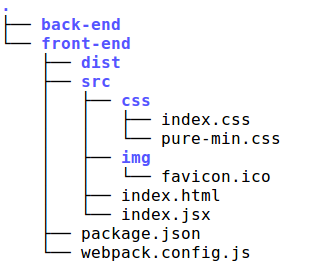 .
├── back-end
└── front-end
    ├── dist
    ├── src
    │   ├── css
    │   │   ├── index.css
    │   │   └── pure-min.css
    │   ├── img
    │   │   └── favicon.ico
    │   ├── index.html
    │   └── index.jsx
    ├── package.json
    └── webpack.config.js